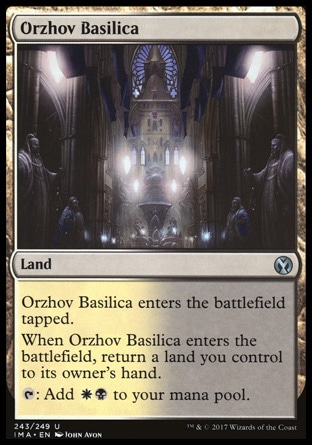 Orzhov Basilica
Land
Orzhov Basilica enters the battlefield
tapped.
When Orzhov Basilica enters the
battlefield, return a land you control
to its owner's hand.
: Add to your mana pool.
243/249 U
IMA • EN John Avon
™ & © 2017 Wizards of the Coast